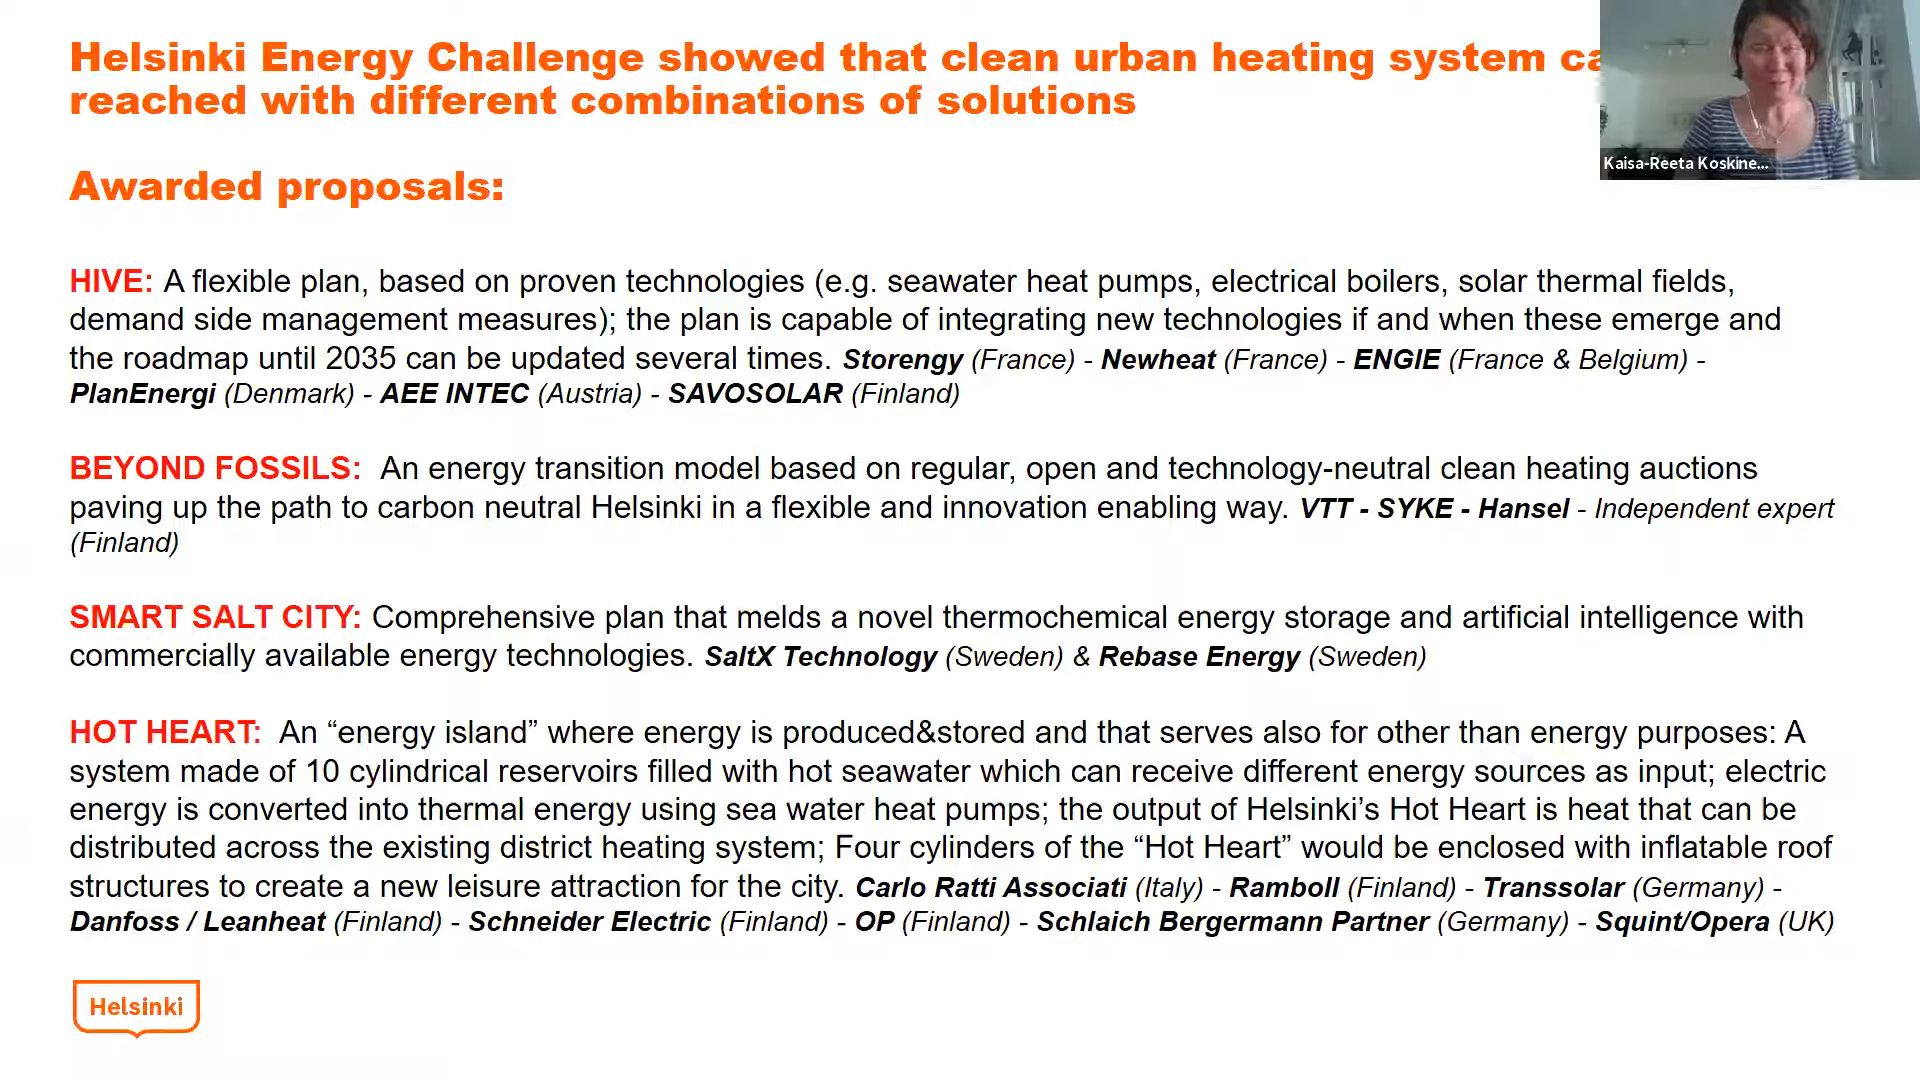 Helsinki Energy Challenge showed that clean urban heating system
reached with different combinations of solutions
Kaisa-Reeta Koskine...
Awarded proposals:
HIVE: A flexible plan, based on proven technologies (e.g. seawater heat pumps, electrical boilers, solar thermal fields,
demand side management measures); the plan is capable of integrating new technologies if and when these emerge and
the roadmap until 2035 can be updated several times. Storengy (France) - Newheat (France) - ENGIE (France & Belgium) -
PlanEnergi (Denmark) - AEE INTEC (Austria) - SAVOSOLAR (Finland)
BEYOND FOSSILS: An energy transition model based on regular, open and technology-neutral clean heating auctions
paving up the path to carbon neutral Helsinki in a flexible and innovation enabling way. VTT - SYKE - Hansel - Independent expert
(Finland)
SMART SALT CITY: Comprehensive plan that melds a novel thermochemical energy storage and artificial intelligence with
commercially available energy technologies. SaltX Technology (Sweden) & Rebase Energy (Sweden)
HOT HEART: An “energy island” where energy is produced&stored and that serves also for other than energy purposes: A
system made of 10 cylindrical reservoirs filled with hot seawater which can receive different energy sources as input; electric
energy is converted into thermal energy using sea water heat pumps; the output of Helsinki’s Hot Heart is heat that can be
distributed across the existing district heating system; Four cylinders of the “Hot Heart” would be enclosed with inflatable roof
structures to create a new leisure attraction for the city. Carlo Ratti Associati (Italy) - Ramboll (Finland) - Transsolar (Germany) -
Danfoss / Leanheat (Finland) - Schneider Electric (Finland) - OP (Finland) - Schlaich Bergermann Partner (Germany) - Squint/Opera (UK)
Helsinki